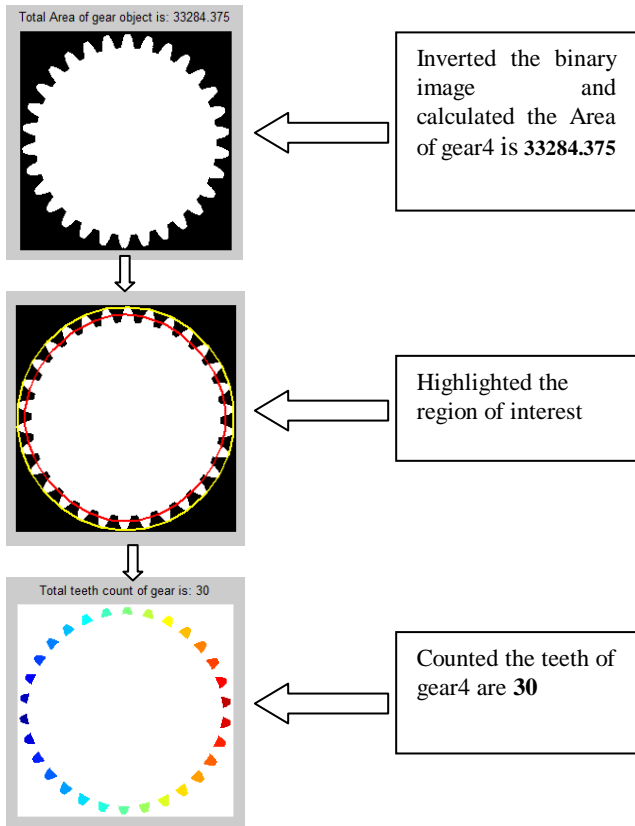 Total Area of gear object is: 33284.375
Inverted the binary
image and
calculated the Area
of gear4 is 33284.375
Highlighted the
region of interest
Total teeth count of gear is: 30
Counted the teeth of
gear4 are 30